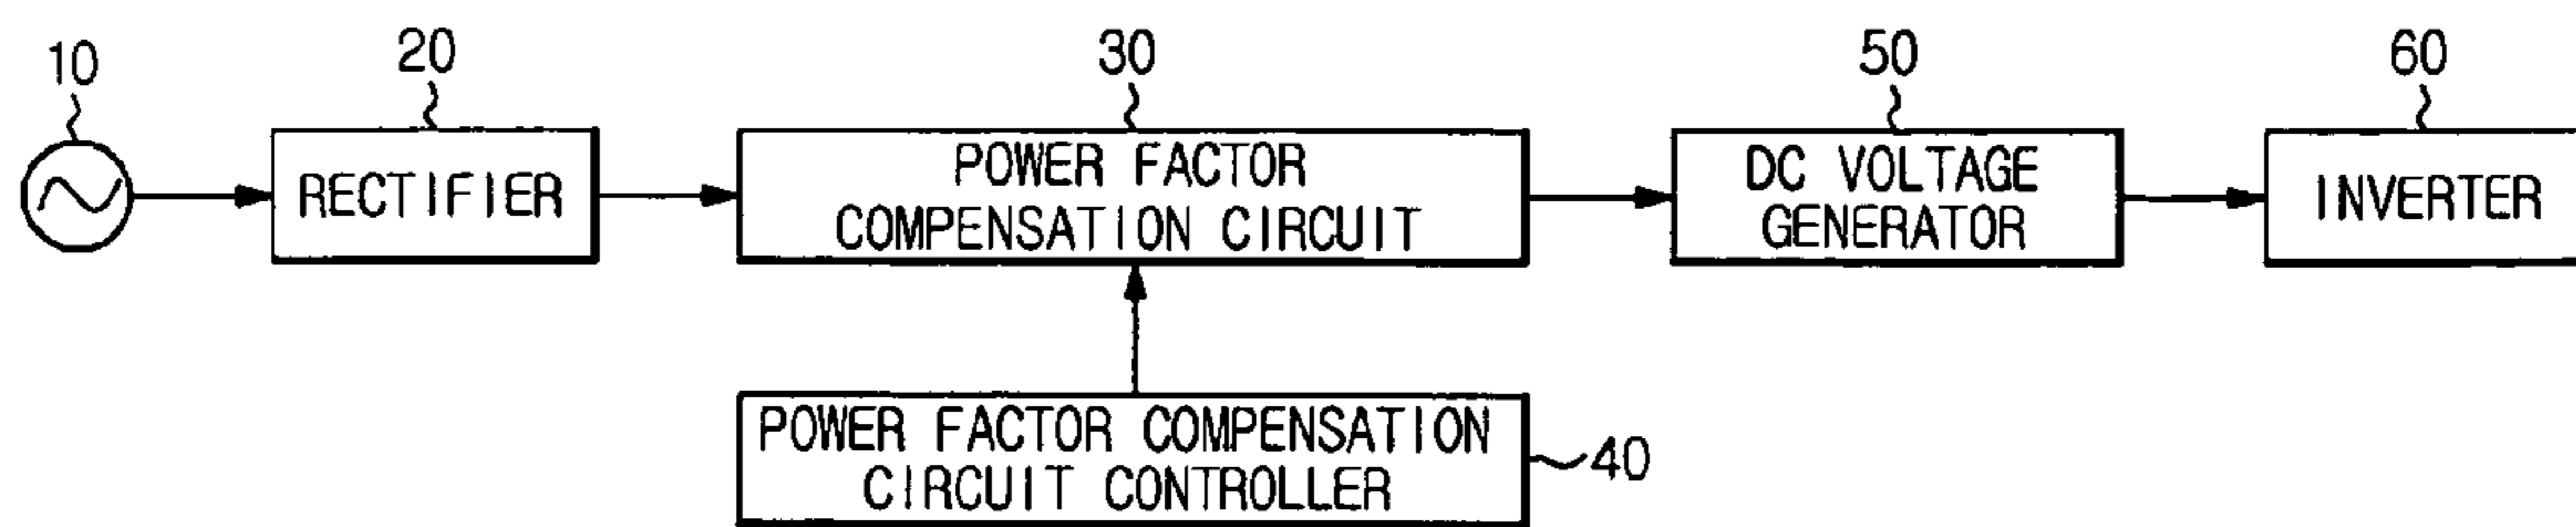 10
20
30
50
60
RECTIFIER
POWER FACTOR
COMPENSATION CIRCUIT
DC VOLTAGE
GENERATOR
INVERTER
POWER FACTOR COMPENSATION
CIRCUIT CONTROLLER
40